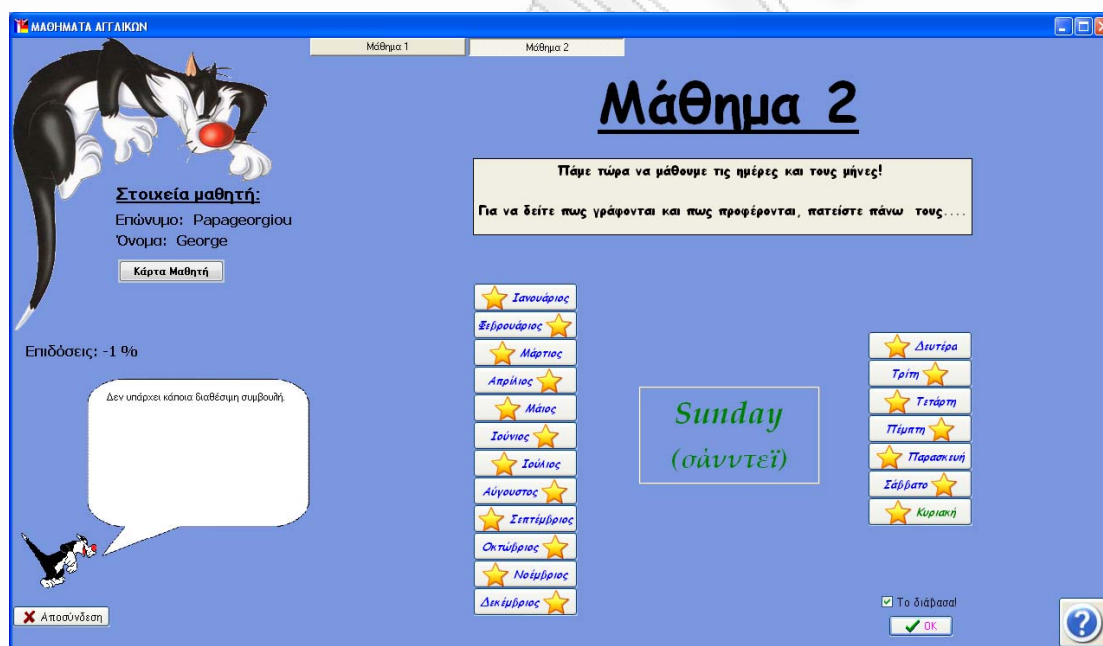 ΜΑΘΗΜΑΤΑ ΑΓΓΛΙΚΩΝ
Μάθημα 1
Μάθημα 2
Μάθημα 2
Πάμε τώρα να μάθουμε τις ημέρες και τους μήνες!
Για να δείτε πως γράφονται και πως προφέρονται, πατείστε πάνω τους....
Στοιχεία μαθητή:
Επώνυμο: Papageorgiou
Όνομα: George
Κάρτα Μαθητή
Επιδόσεις: -1 %
Δεν υπάρχει κάποια διαθέσιμη συμβουλή.
Αποσύνδεση
Ιανουάριος
Φεβρουάριος
Μάρτιος
Απρίλιος
Μάιος
Ιούνιος
Ιούλιος
Αύγουστος
Σεπτέμβριος
Οκτώβριος
Νοέμβριος
Δεκέμβριος
Sunday
(σάνντεϊ)
Δευτέρα
Τρίτη
Τετάρτη
Πέμπτη
Παρασκευή
Σάββατο
Κυριακή
Το διάβασα!
OK